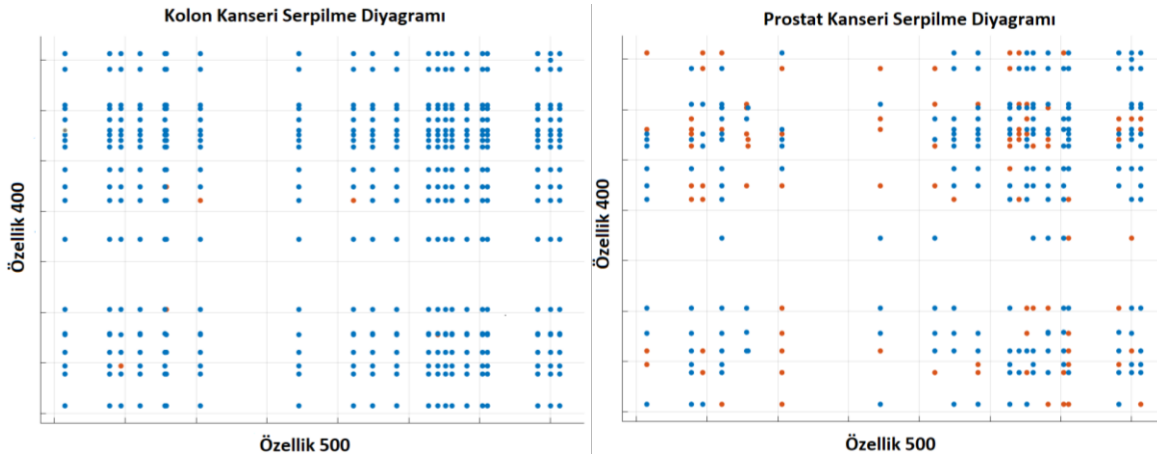 Kolon Kanseri Serpilme Diyagramı
Özellik 400
Özellik 500
Prostat Kanseri Serpilme Diyagramı
Özellik 400
Özellik 500